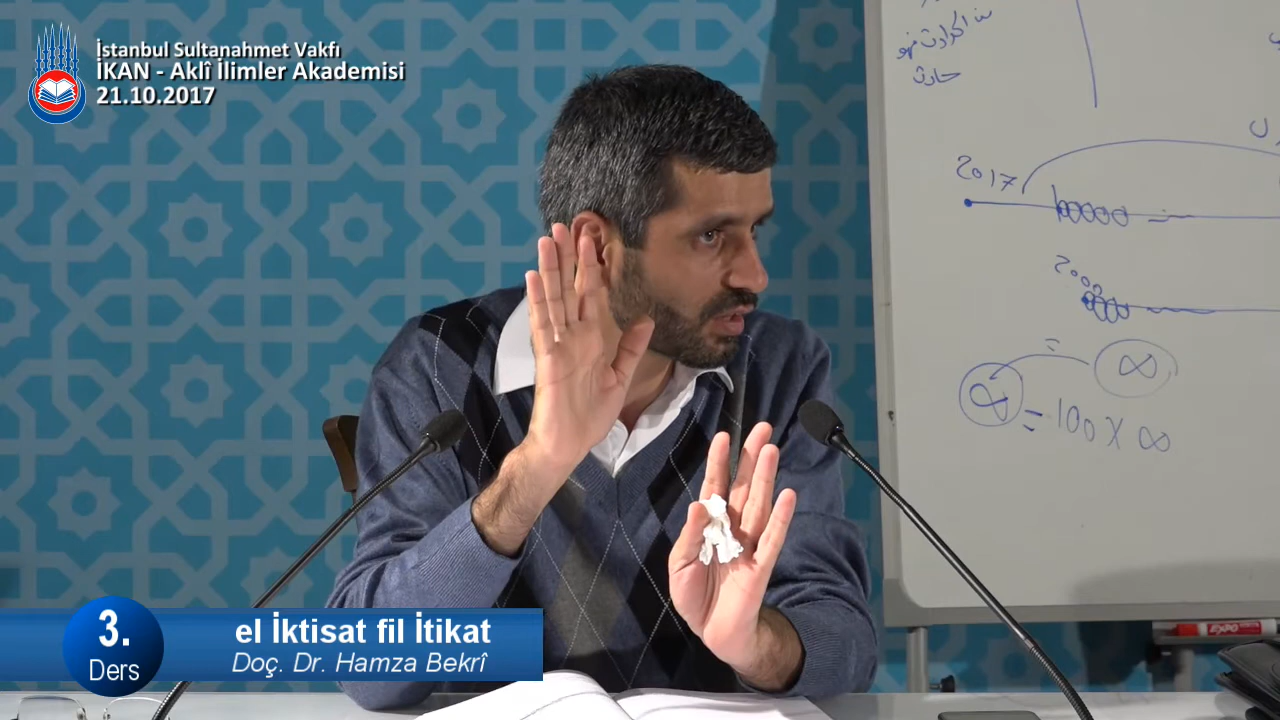 İstanbul Sultanahmet Vakfı
İKAN - Aklî İlimler Akademisi
21.10.2017
حادث
2017
2000
∞ = ∞
= 100 X ∞
EXPO
3.
Ders
el İktisat fil İtikat
Doç. Dr. Hamza Bekrî